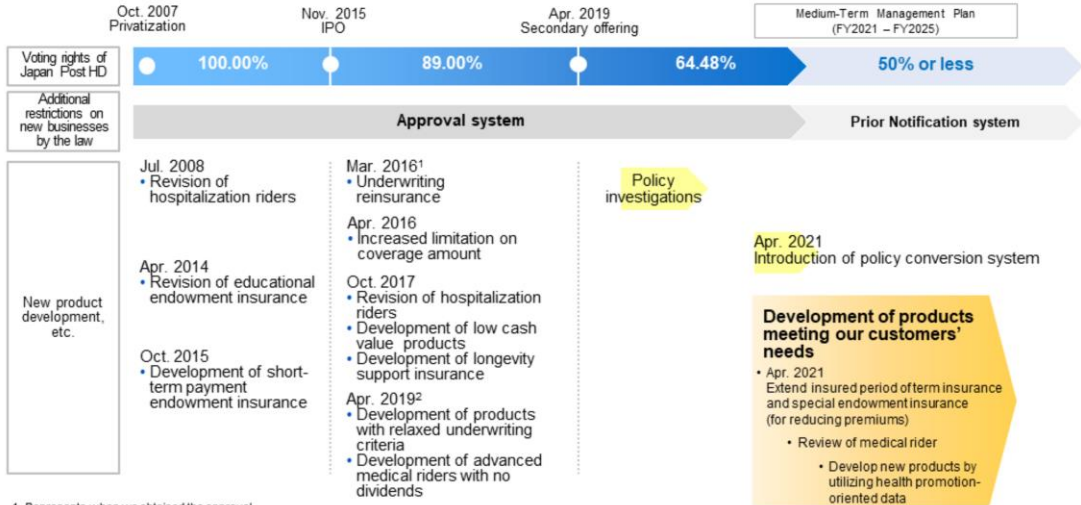 Oct. 2007
Privatization
Nov. 2015
IPO
Apr. 2019
Secondary offering
Medium-Term Management Plan
(FY2021 – FY2025)
Voting rights of
Japan Post HD
100.00%
89.00%
64.48%
50% or less
Additional
restrictions on
new businesses
by the law
Approval system
Prior Notification system
New product
development,
etc.
Jul. 2008
• Revision of
hospitalization riders
Apr. 2014
• Revision of educational
endowment insurance
Oct. 2015
• Development of short-
term payment
endowment insurance
Mar. 2016¹
• Underwriting
reinsurance
Apr. 2016
• Increased limitation on
coverage amount
Oct. 2017
• Revision of hospitalization
riders
• Development of low cash
value products
• Development of longevity
support insurance
Apr. 2019²
• Development of products
with relaxed underwriting
criteria
• Development of advanced
medical riders with no
dividends
Policy
investigations
Apr. 2021
Introduction of policy conversion system
Development of products
meeting our customers'
needs
• Apr. 2021
Extend insured period of term insurance
and special endowment insurance
(for reducing premiums)
• Review of medical rider
• Develop new products by
utilizing health promotion-
oriented data
1. Represents when we obtained the approval